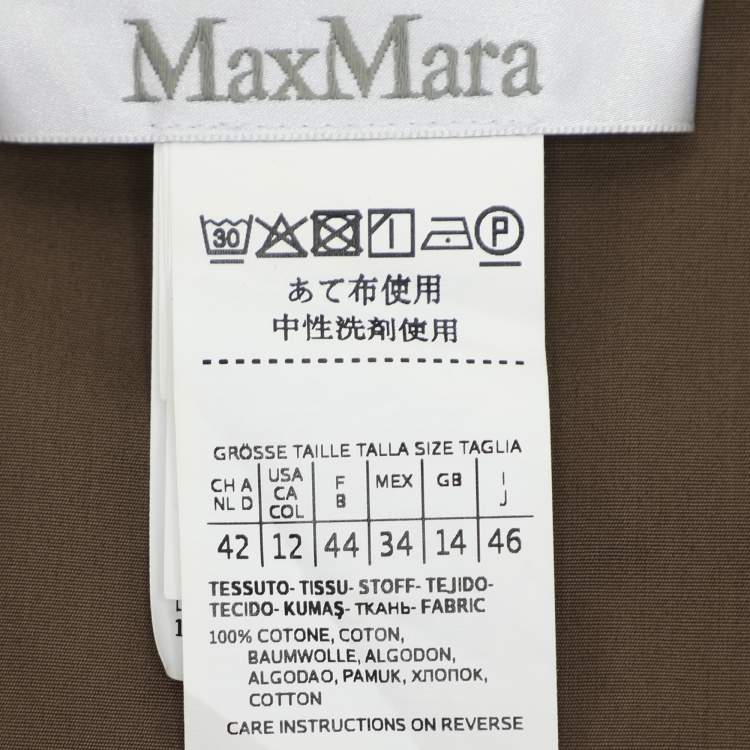 MaxMara
30 P
あて布使用
中性洗剤使用
GRÖSSE TAILLE TALLA SIZE TAGLIA
CH A NL D USA CA COL F B MEX GB I J
42 12 44 34 14 46
TESSUTO- TISSU- STOFF- TEJIDO-
TECIDO- KUMAŞ- ТКАНЬ- FABRIC
100% COTONE, COTON,
BAUMWOLLE, ALGODON,
ALGODAO, PAMUK, ХЛОПОК,
COTTON
CARE INSTRUCTIONS ON REVERSE